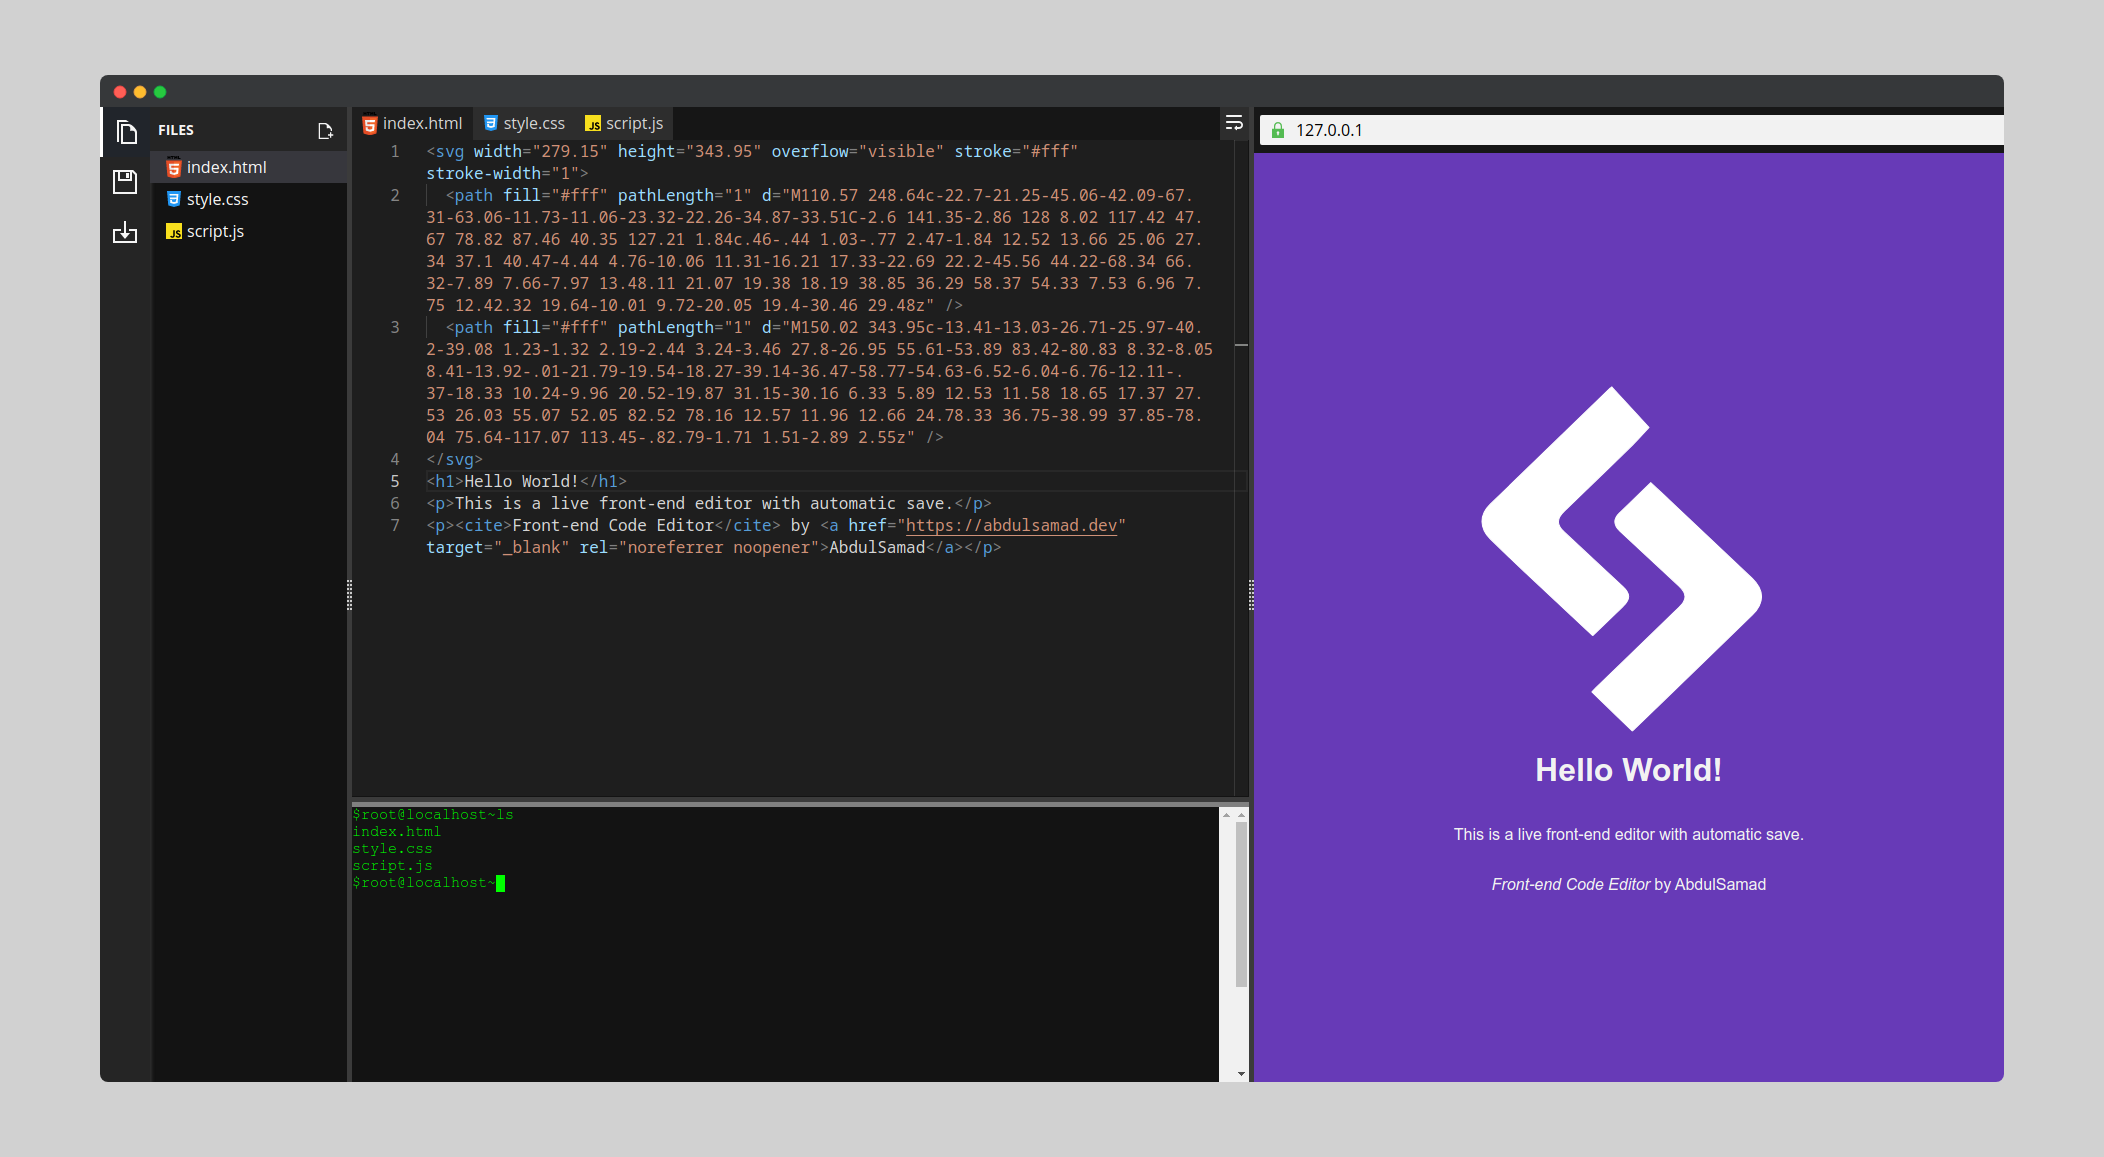 FILES
index.html
style.css
script.js
index.html style.css script.js
1 <svg width="279.15" height="343.95" overflow="visible" stroke="#fff"
stroke-width="1">
2 <path fill="#fff" pathLength="1" d="M110.57 248.64c-22.7-21.25-45.06-42.09-67.
31-63.06-11.73-11.06-23.32-22.26-34.87-33.51C-2.6 141.35-2.86 128 8.02 117.42 47.
67 78.82 87.46 40.35 127.21 1.84c.46-.44 1.03-.77 2.47-1.84 12.52 13.66 25.06 27.
34 37.1 40.47-4.44 4.76-10.06 11.31-16.21 17.33-22.69 22.2-45.56 44.22-68.34 66.
32-7.89 7.66-7.97 13.48.11 21.07 19.38 18.19 38.85 36.29 58.37 54.33 7.53 6.96 7.
75 12.42.32 19.64-10.01 9.72-20.05 19.4-30.46 29.48z" />
3 <path fill="#fff" pathLength="1" d="M150.02 343.95c-13.41-13.03-26.71-25.97-40.
2-39.08 1.23-1.32 2.19-2.44 3.24-3.46 27.8-26.95 55.61-53.89 83.42-80.83 8.32-8.05
8.41-13.92-.01-21.79-19.54-18.27-39.14-36.47-58.77-54.63-6.52-6.04-6.76-12.11-.
37-18.33 10.24-9.96 20.52-19.87 31.15-30.16 6.33 5.89 12.53 11.58 18.65 17.37 27.
53 26.03 55.07 52.05 82.52 78.16 12.57 11.96 12.66 24.78.33 36.75-38.99 37.85-78.
04 75.64-117.07 113.45-.82.79-1.71 1.51-2.89 2.55z" />
4 </svg>
5 <h1>Hello World!</h1>
6 <p>This is a live front-end editor with automatic save.</p>
7 <p><cite>Front-end Code Editor</cite> by <a href="https://abdulsamad.dev"
target="_blank" rel="noreferrer noopener">AbdulSamad</a></p>
$root@localhost~ls
index.html
style.css
script.js
$root@localhost~
127.0.0.1
Hello World!
This is a live front-end editor with automatic save.
Front-end Code Editor by AbdulSamad